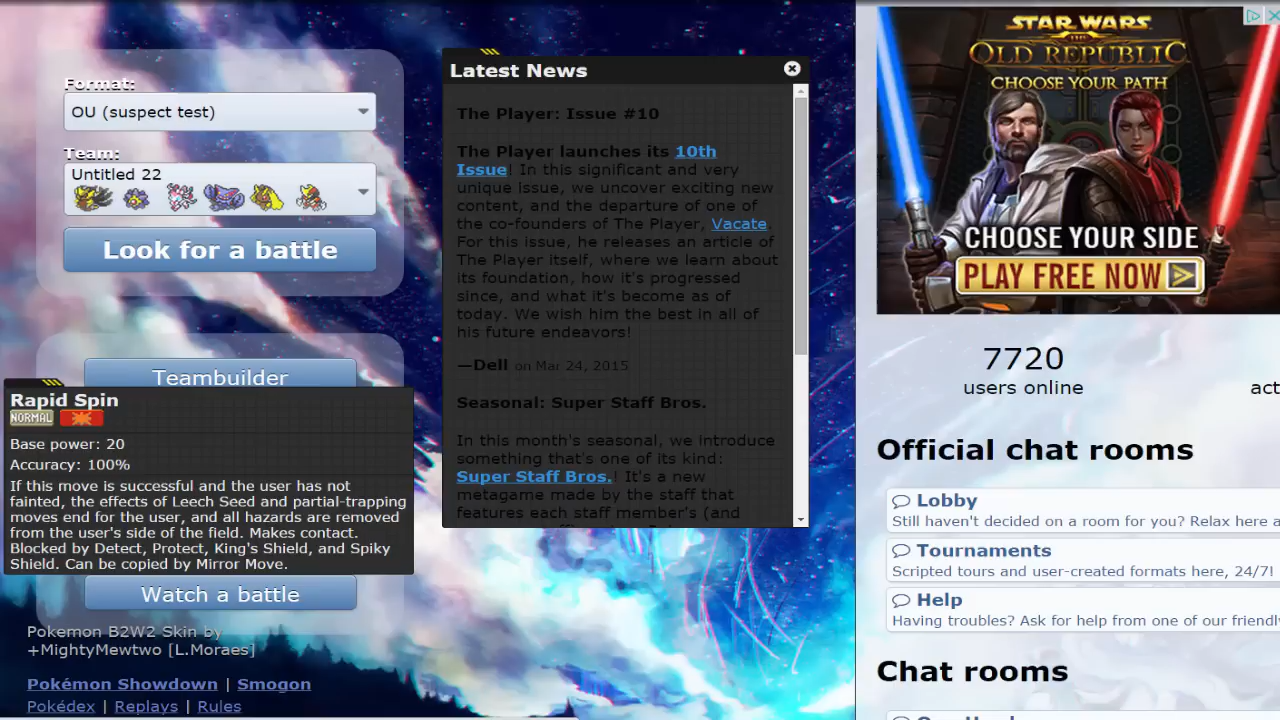 Format:
OU (suspect test)
Team:
Untitled 22
Look for a battle
Teambuilder
Rapid Spin
NORMAL
Base power: 20
Accuracy: 100%
If this move is successful and the user has not
fainted, the effects of Leech Seed and partial-trapping
moves end for the user, and all hazards are removed
from the user's side of the field. Makes contact.
Blocked by Detect, Protect, King's Shield, and Spiky
Shield. Can be copied by Mirror Move.
Watch a battle
Pokemon B2W2 Skin by
+MightyMewtwo [L.Moraes]
Pokémon Showdown | Smogon
Pokédex | Replays | Rules
Latest News
The Player: Issue #10
The Player launches its 10th
Issue! In this significant and very
unique issue, we uncover exciting new
content, and the departure of one of
the co-founders of The Player, Vacate.
For this issue, he releases an article of
The Player itself, where we learn about
its foundation, how it's progressed
since, and what it's become as of
today. We wish him the best in all of
his future endeavors!
—Dell on Mar 24, 2015
Seasonal: Super Staff Bros.
In this month's seasonal, we introduce
something that's one of its kind:
Super Staff Bros.! It's a new
metagame made by the staff that
features each staff member's (and
STAR WARS
THE
OLD REPUBLIC
CHOOSE YOUR PATH
CHOOSE YOUR SIDE
PLAY FREE NOW
7720
users online
act
Official chat rooms
Lobby
Still haven't decided on a room for you? Relax here a
Tournaments
Scripted tours and user-created formats here, 24/7!
Help
Having troubles? Ask for help from one of our friendly
Chat rooms